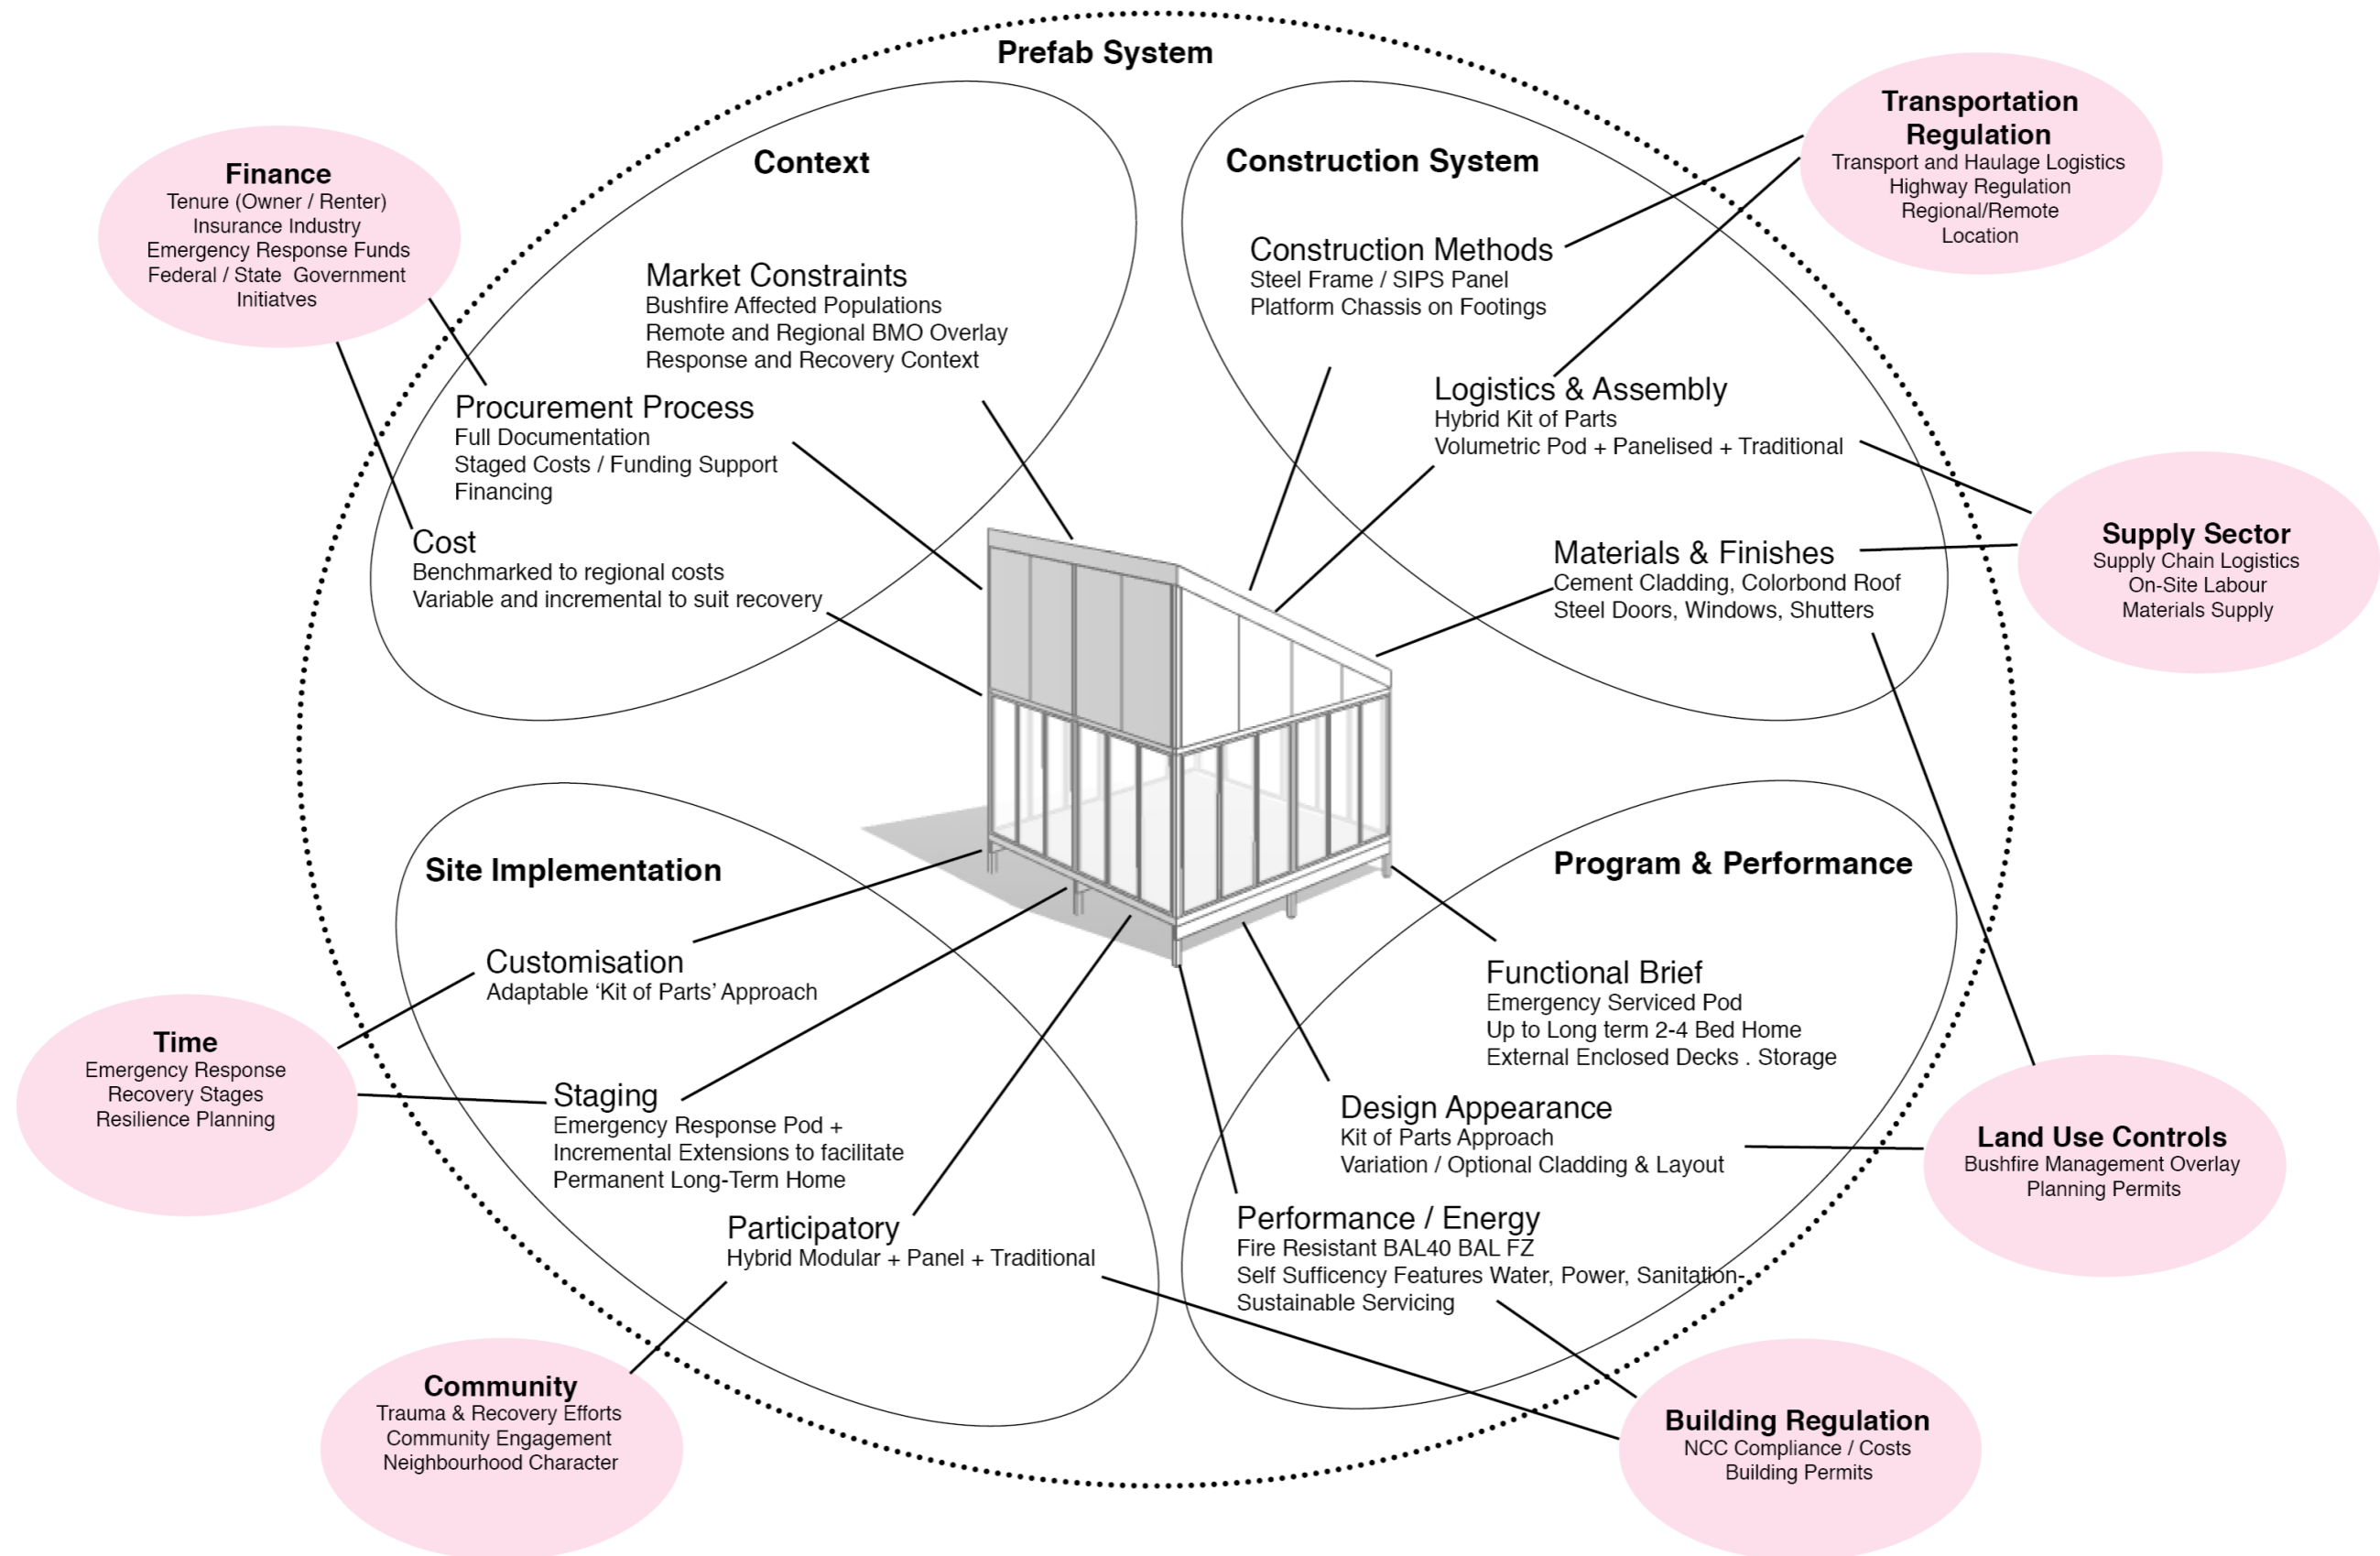 Prefab System
Context
Construction System
Transportation
Regulation
Transport and Haulage Logistics
Highway Regulation
Regional/Remote
Location
Finance
Tenure (Owner / Renter)
Insurance Industry
Emergency Response Funds
Federal / State  Government
Initiatves
Market Constraints
Bushfire Affected Populations
Remote and Regional BMO Overlay
Response and Recovery Context
Procurement Process
Full Documentation
Staged Costs / Funding Support
Financing
Cost
Benchmarked to regional costs
Variable and incremental to suit recovery
Construction Methods
Steel Frame / SIPS Panel
Platform Chassis on Footings
Logistics & Assembly
Hybrid Kit of Parts
Volumetric Pod + Panelised + Traditional
Materials & Finishes
Cement Cladding, Colorbond Roof
Steel Doors, Windows, Shutters
Supply Sector
Supply Chain Logistics
On-Site Labour
Materials Supply
Site Implementation
Customisation
Adaptable ‘Kit of Parts’ Approach
Staging
Emergency Response Pod +
Incremental Extensions to facilitate
Permanent Long-Term Home
Participatory
Hybrid Modular + Panel + Traditional
Time
Emergency Response
Recovery Stages
Resilience Planning
Community
Trauma & Recovery Efforts
Community Engagement
Neighbourhood Character
Program & Performance
Functional Brief
Emergency Serviced Pod
Up to Long term 2-4 Bed Home
External Enclosed Decks . Storage
Design Appearance
Kit of Parts Approach
Variation / Optional Cladding & Layout
Performance / Energy
Fire Resistant BAL40 BAL FZ
Self Sufficency Features Water, Power, Sanitation-
Sustainable Servicing
Land Use Controls
Bushfire Management Overlay
Planning Permits
Building Regulation
NCC Compliance / Costs
Building Permits